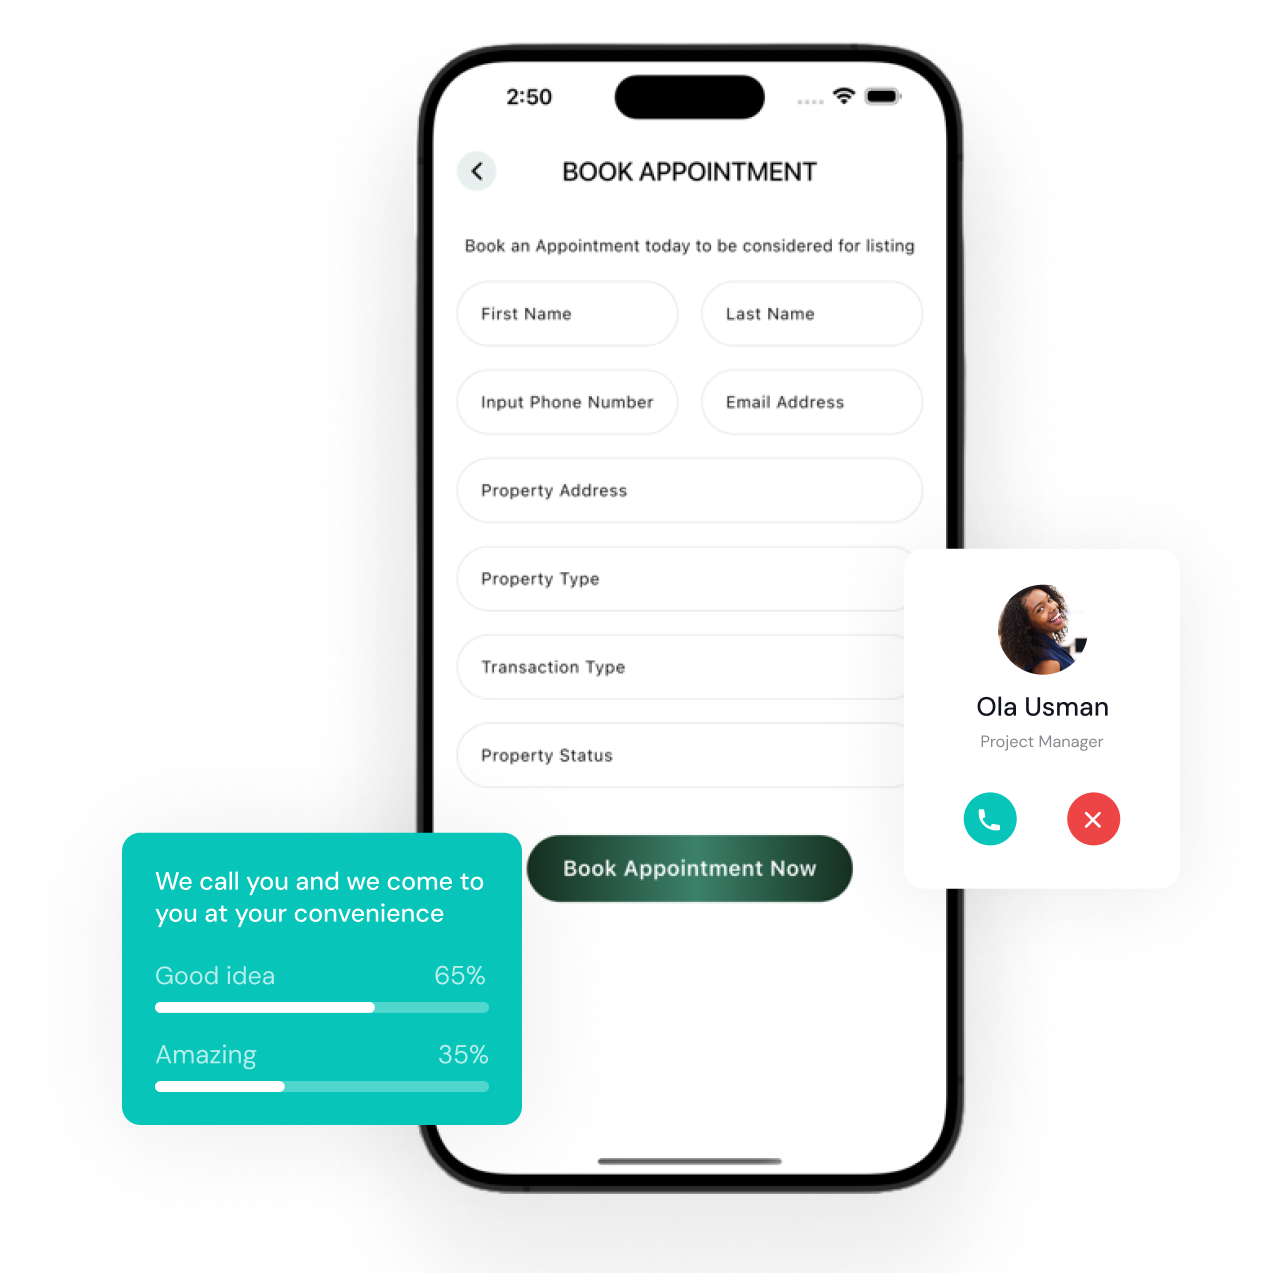 2:50
BOOK APPOINTMENT
Book an Appointment today to be considered for listing
First Name
Last Name
Input Phone Number
Email Address
Property Address
Property Type
Transaction Type
Property Status
Book Appointment Now
Ola Usman
Project Manager
We call you and we come to
you at your convenience
Good idea 65%
Amazing 35%